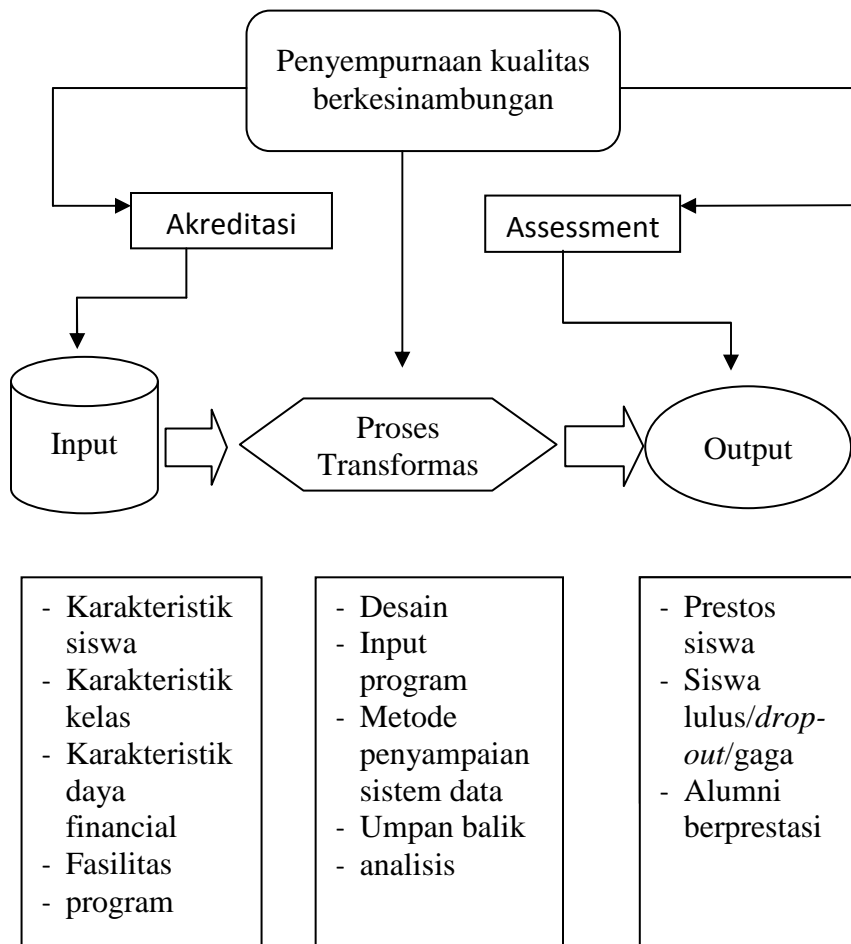 Penyempurnaan kualitas
berkesinambungan
Akreditasi
Assessment
Input
Proses
Transformas
Output
- Karakteristik
siswa
- Karakteristik
kelas
- Karakteristik
daya
financial
- Fasilitas
- program
- Desain
- Input
program
- Metode
penyampaian
sistem data
- Umpan balik
- analisis
- Prestos
siswa
- Siswa
lulus/drop-
out/gaga
- Alumni
berprestasi